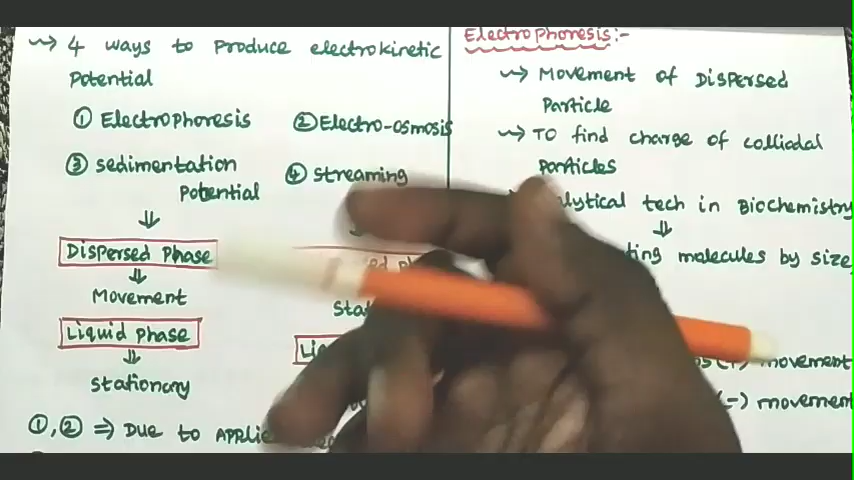 4 ways to produce electrokinetic
Potential
① Electrophoresis ② Electro-osmosis
③ sedimentation ④ streaming
Potential
Dispersed Phase
Movement
Liquid phase
stationary
①,② ⇒ Due to
Electrophoresis:-
Movement of Dispersed
Particle
To find charge of colliadal
Particles
tech in Biochemistry
molecules by size
(+) movement
(-) movement